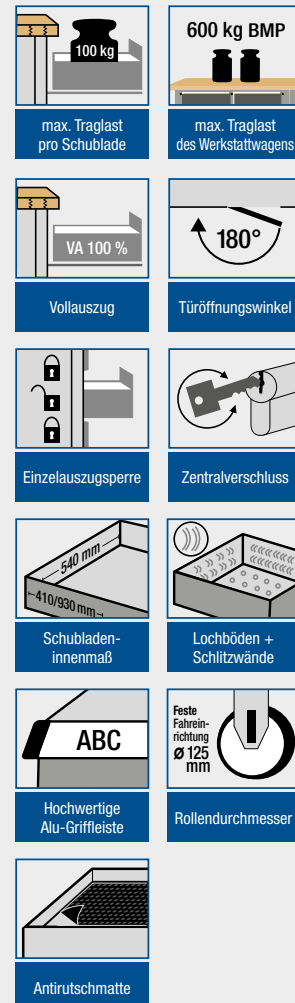 100 kg
max. Traglast
pro Schublade
600 kg BMP
max. Traglast
des Werkstattwagens
VA 100 %
Vollauszug
180°
Türöffnungswinkel
Einzelauszugsperre
Zentralverschluss
540 mm
410/930 mm
Schubladen-
innenmaß
Lochböden +
Schlitzwände
ABC
Hochwertige
Alu-Griffleiste
Feste
Fahrein-
richtung
Ø 125
mm
Rollendurchmesser
Antirutschmatte